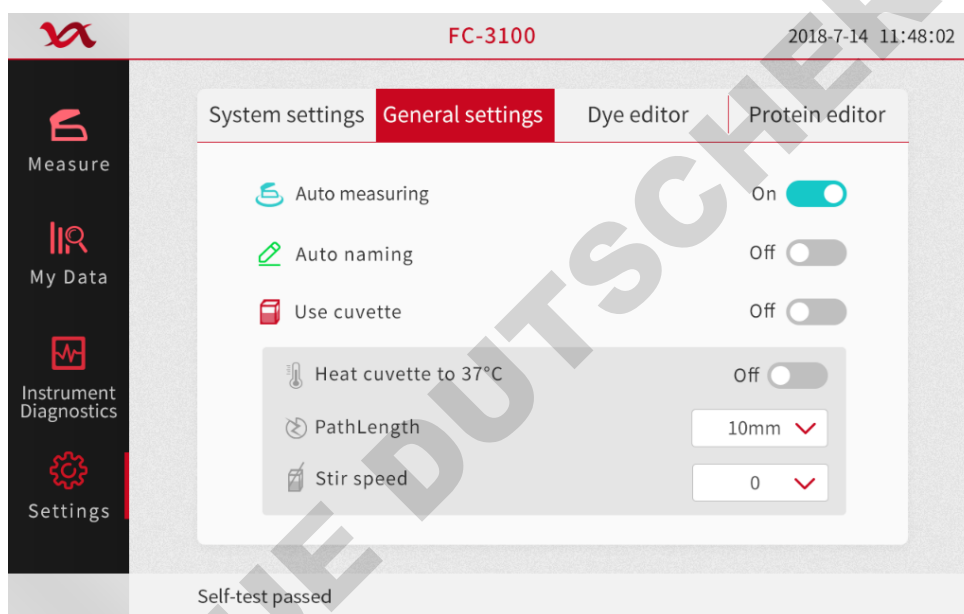 FC-3100
2018-7-14 11:48:02
System settings
General settings
Dye editor
Protein editor
Measure
My Data
Instrument
Diagnostics
Settings
Auto measuring
On
Auto naming
Off
Use cuvette
Off
Heat cuvette to 37°C
Off
PathLength
10mm
Stir speed
0
Self-test passed
UE DUTSCHER